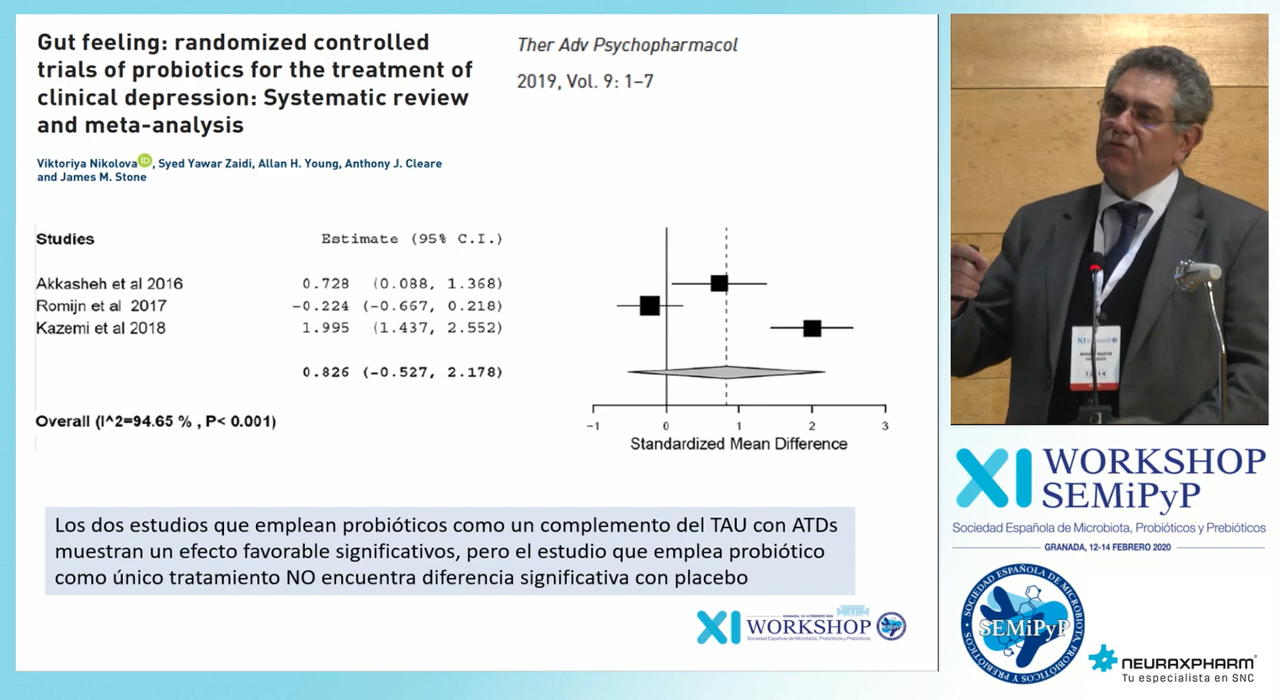 Gut feeling: randomized controlled
trials of probiotics for the treatment of
clinical depression: Systematic review
and meta-analysis
Ther Adv Psychopharmacol
2019, Vol. 9: 1–7
Viktoriya Nikolova iD, Syed Yawar Zaidi, Allan H. Young, Anthony J. Cleare
and James M. Stone
Studies Estimate (95% C.I.)
Akkasheh et al 2016 0.728 (0.088, 1.368)
Romijn et al 2017 -0.224 (-0.667, 0.218)
Kazemi et al 2018 1.995 (1.437, 2.552)
0.826 (-0.527, 2.178)
Overall (I^2=94.65 % , P< 0.001)
-1 0 1 2 3
Standardized Mean Difference
Los dos estudios que emplean probióticos como un complemento del TAU con ATDs
muestran un efecto favorable significativos, pero el estudio que emplea probiótico
como único tratamiento NO encuentra diferencia significativa con placebo
GRANADA, 12-14 FEBRERO 2020
XI WORKSHOP
Sociedad Española de Microbiota, Probióticos y Prebióticos
XI WORKSHOP
SEMiPyP
Sociedad Española de Microbiota, Probióticos y Prebióticos
GRANADA, 12-14 FEBRERO 2020
SOCIEDAD ESPAÑOLA DE MICROBIOTA, PROBIÓTICOS Y PREBIÓTICOS
SEMiPyP
NEURAXPHARM
Tu especialista en SNC